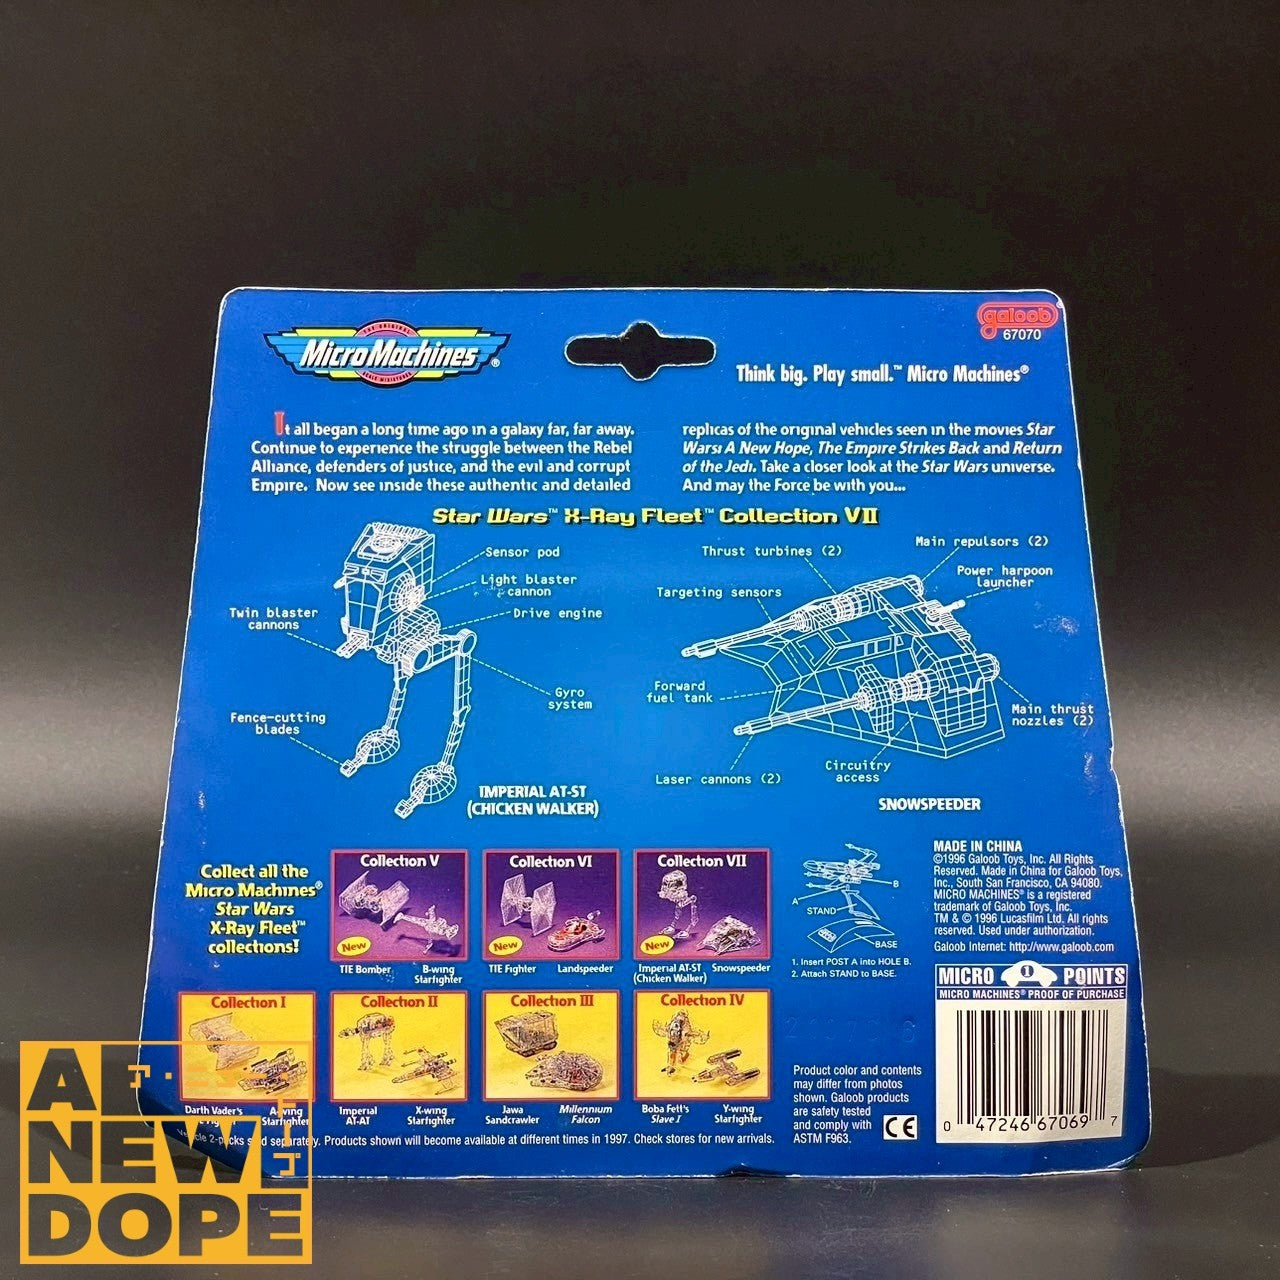 THE ORIGINAL
MicroMachines®
SCALE MINIATURES
galoob
67070
Think big. Play small.™ Micro Machines®
It all began a long time ago in a galaxy far, far away.
Continue to experience the struggle between the Rebel
Alliance, defenders of justice, and the evil and corrupt
Empire. Now see inside these authentic and detailed
replicas of the original vehicles seen in the movies Star
Wars: A New Hope, The Empire Strikes Back and Return
of the Jedi. Take a closer look at the Star Wars universe.
And may the Force be with you...
Star Wars™ X-Ray Fleet™ Collection VII
Sensor pod
Light blaster
cannon
Drive engine
Twin blaster
cannons
Gyro
system
Fence-cutting
blades
IMPERIAL AT-ST
(CHICKEN WALKER)
Thrust turbines (2)
Main repulsors (2)
Power harpoon
launcher
Targeting sensors
Forward
fuel tank
Main thrust
nozzles (2)
Laser cannons (2)
Circuitry
access
SNOWSPEEDER
Collect all the
Micro Machines®
Star Wars
X-Ray Fleet™
collections!
Collection V
New
TIE Bomber
B-wing
Starfighter
Collection VI
New
TIE Fighter
Landspeeder
Collection VII
New
Imperial AT-ST
(Chicken Walker)
Snowspeeder
Collection I
Darth Vader's
A-wing
Starfighter
Collection II
Imperial
AT-AT
X-wing
Starfighter
Collection III
Jawa
Sandcrawler
Millennium
Falcon
Collection IV
Boba Fett's
Slave I
Y-wing
Starfighter
2-packs sold separately. Products shown will become available at different times in 1997. Check stores for new arrivals.
A
B
STAND
BASE
1. Insert POST A into HOLE B.
2. Attach STAND to BASE.
MADE IN CHINA
©1996 Galoob Toys, Inc. All Rights
Reserved. Made in China for Galoob Toys,
Inc., South San Francisco, CA 94080.
MICRO MACHINES® is a registered
trademark of Galoob Toys, Inc.
TM & © 1996 Lucasfilm Ltd. All rights
reserved. Used under authorization.
Galoob Internet: http://www.galoob.com
MICRO 1 POINTS
MICRO MACHINES® PROOF OF PURCHASE
0 47246 67069 7
Product color and contents
may differ from photos
shown. Galoob products
are safety tested
and comply with
ASTM F963.
CE
A
NEW
DOPE